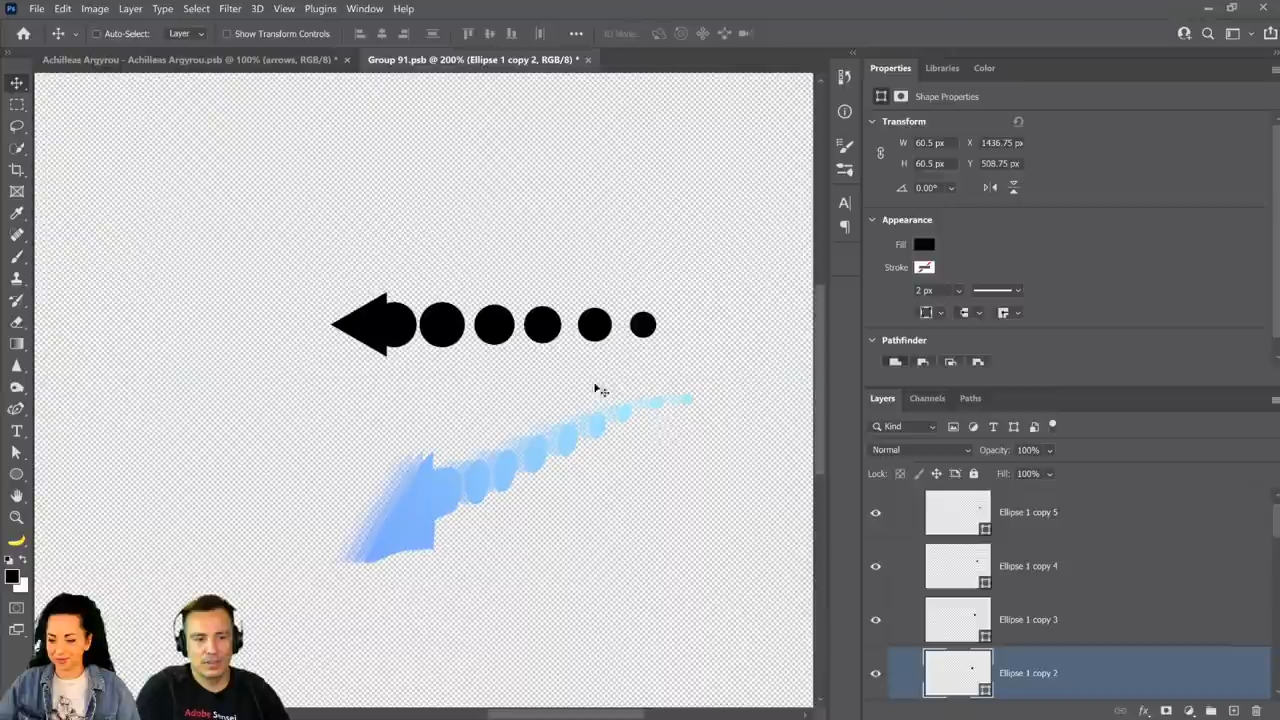 Ps File Edit Image Layer Type Select Filter 3D View Plugins Window Help
Auto-Select: Layer Show Transform Controls 3D Mode:
Achilleas Argyrou - Achilleas Argyrou.psb @ 100% (arrows, RGB/8) * × Group 91.psb @ 200% (Ellipse 1 copy 2, RGB/8) * ×
Properties Libraries Color
Shape Properties
Transform
W 60.5 px X 1436.75 px
H 60.5 px Y 508.75 px
0.00°
Appearance
Fill
Stroke
2 px
Pathfinder
Layers Channels Paths
Kind
Normal Opacity: 100%
Lock: Fill: 100%
Ellipse 1 copy 5
Ellipse 1 copy 4
Ellipse 1 copy 3
Ellipse 1 copy 2
Adobe Sensei